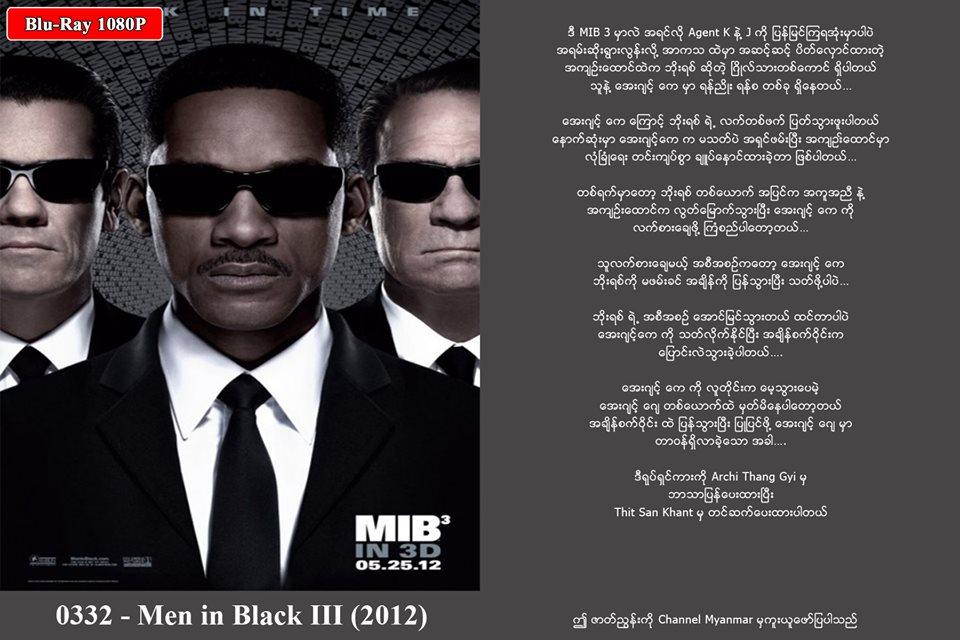 Blu-Ray 1080P
K IN TIME
MIB³
IN 3D
05.25.12
0332 - Men in Black III (2012)
ဒီ MIB 3 မှာလဲ အရင်လို Agent K နဲ့ J ကို ပြန်မြင်ကြရအုံးမှာပါပဲ
အရမ်းဆိုးရွားလွန်းလို့ အာကာသ ထဲမှာ အဆင့်ဆင့် ပိတ်လှောင်ထားတဲ့
အကျဉ်းထောင်ထဲက ဘိုးရစ် ဆိုတဲ့ ဂြိုလ်သားတစ်ကောင် ရှိပါတယ်
သူနဲ့ အေးဂျင့် ကေ မှာ ရန်ညှိုး ရန်စ တစ်ခု ရှိနေတယ်...
အေးဂျင့် ကေ ကြောင့် ဘိုးရစ် ရဲ့ လက်တစ်ဖက် ပြတ်သွားဖူးပါတယ်
နောက်ဆုံးမှာ အေးဂျင့်ကေ က မသတ်ပဲ အရှင်ဖမ်းပြီး အကျဉ်းထောင်မှာ
လုံခြုံရေး တင်းကျပ်စွာ ချုပ်နှောင်ထားခဲ့တာ ဖြစ်ပါတယ်...
တစ်ရက်မှာတော့ ဘိုးရစ် တစ်ယောက် အပြင်က အကူအညီ နဲ့
အကျဉ်းထောင်က လွတ်မြောက်သွားပြီး အေးဂျင့် ကေ ကို
လက်စားချေဖို့ ကြံစည်ပါတော့တယ်...
သူလက်စားချေမယ့် အစီအစဉ်ကတော့ အေးဂျင့် ကေ
ဘိုးရစ်ကို မဖမ်းခင် အချိန်ကို ပြန်သွားပြီး သတ်ဖို့ပါပဲ...
ဘိုးရစ် ရဲ့ အစီအစဉ် အောင်မြင်သွားတယ် ထင်တာပါပဲ
အေးဂျင့်ကေ ကို သတ်လိုက်နိုင်ပြီး အချိန်စက်ဝိုင်းက
ပြောင်းလဲသွားခဲ့ပါတယ်....
အေးဂျင့် ကေ ကို လူတိုင်းက မေ့သွားပေမဲ့
အေးဂျင့် ဂျေ တစ်ယောက်ထဲ မှတ်မိနေပါတော့တယ်
အချိန်စက်ဝိုင်း ထဲ ပြန်သွားပြီး ပြုပြင်ဖို့ အေးဂျင့် ဂျေ မှာ
တာဝန်ရှိလာခဲ့သော အခါ....
ဒီရုပ်ရှင်ကားကို Archi Thang Gyi မှ
ဘာသာပြန်ပေးထားပြီး
Thit San Khant မှ တင်ဆက်ပေးထားပါတယ်
ဤ ဇာတ်ညွှန်းကို Channel Myanmar မှကူးယူဖော်ပြပါသည်